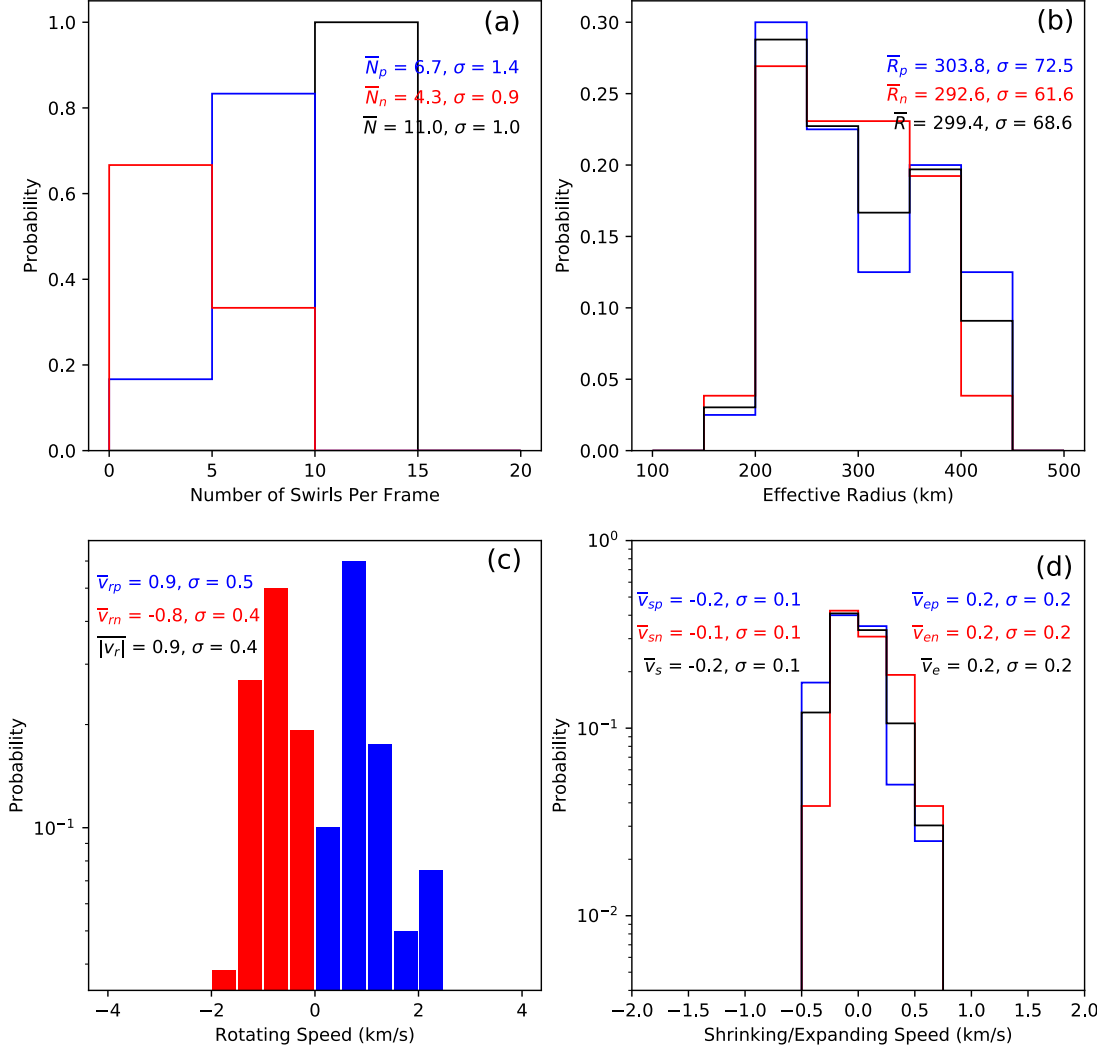 (a)
N̅p = 6.7, σ = 1.4
N̅n = 4.3, σ = 0.9
N̅ = 11.0, σ = 1.0
Probability
1.0
0.8
0.6
0.4
0.2
0.0
0 5 10 15 20
Number of Swirls Per Frame
(b)
R̅p = 303.8, σ = 72.5
R̅n = 292.6, σ = 61.6
R̅ = 299.4, σ = 68.6
Probability
0.30
0.25
0.20
0.15
0.10
0.05
0.00
100 200 300 400 500
Effective Radius (km)
(c)
v̅rp = 0.9, σ = 0.5
v̅rn = -0.8, σ = 0.4
|v̅r| = 0.9, σ = 0.4
Probability
10⁻¹
−4 −2 0 2 4
Rotating Speed (km/s)
(d)
v̅sp = -0.2, σ = 0.1 v̅ep = 0.2, σ = 0.2
v̅sn = -0.1, σ = 0.1 v̅en = 0.2, σ = 0.2
v̅s = -0.2, σ = 0.1 v̅e = 0.2, σ = 0.2
Probability
10⁰
10⁻¹
10⁻²
−2.0 −1.5 −1.0 −0.5 0.0 0.5 1.0 1.5 2.0
Shrinking/Expanding Speed (km/s)